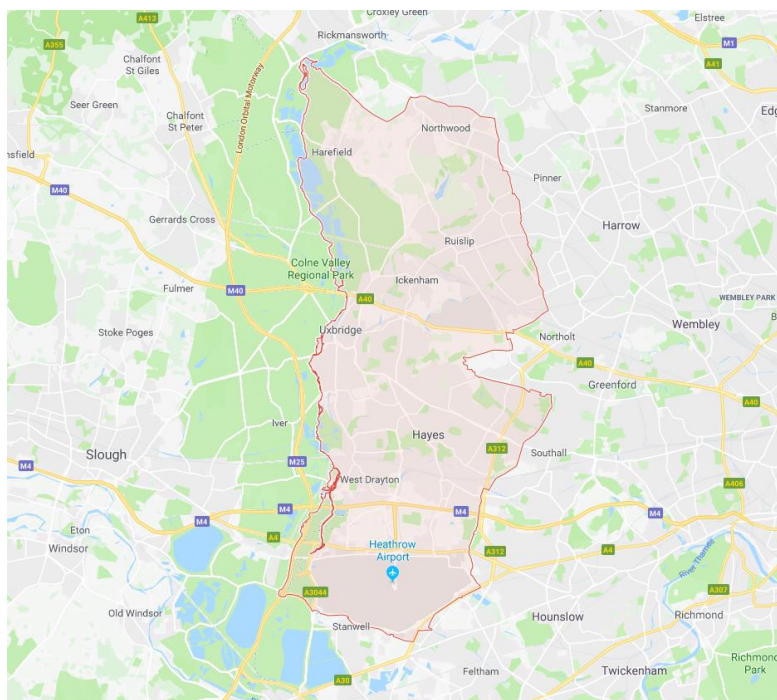 Croxley Green
Elstree
A413
Rickmansworth
A355
M1
Chalfont
St Giles
A41
London Orbital Motorway
Seer Green
Stanmore
Chalfont
St Peter
Edg
Northwood
nsfield
Harefield
Pinner
M40
Gerrards Cross
Harrow
Ruislip
Colne Valley
Regional Park
Ickenham
Fulmer
M40
A40
WEMBLEY PARK
Stoke Poges
Uxbridge
Wembley
Northolt
B
A40
Greenford
A40
Iver
Hayes
Slough
A312
Southall
M25
M4
West Drayton
A406
M4
M4
M4
M4
Eton
A4
Windsor
Heathrow
Airport
A312
A4
River Thames
A3044
A307
Old Windsor
Hounslow
Richmond
Stanwell
Richmond
Park
Feltham
Twickenham
A30